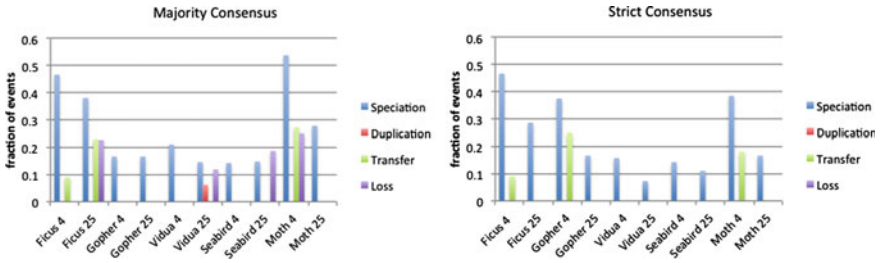 Majority Consensus
fraction of events
0.6
0.5
0.4
0.3
0.2
0.1
0
Ficus 4
Ficus 25
Gopher 4
Gopher 25
Vidua 4
Vidua 25
Seabird 4
Seabird 25
Moth 4
Moth 25
Speciation
Duplication
Transfer
Loss
Strict Consensus
fraction of events
0.6
0.5
0.4
0.3
0.2
0.1
0
Ficus 4
Ficus 25
Gopher 4
Gopher 25
Vidua 4
Vidua 25
Seabird 4
Seabird 25
Moth 4
Moth 25
Speciation
Duplication
Transfer
Loss